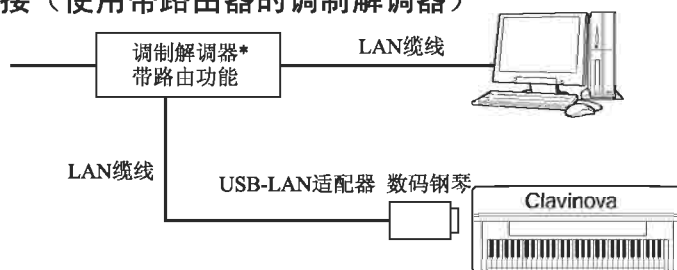 接（使用带路由器的调制解调器）
调制解调器*
带路由功能
LAN缆线
LAN缆线
USB-LAN适配器 数码钢琴
Clavinova